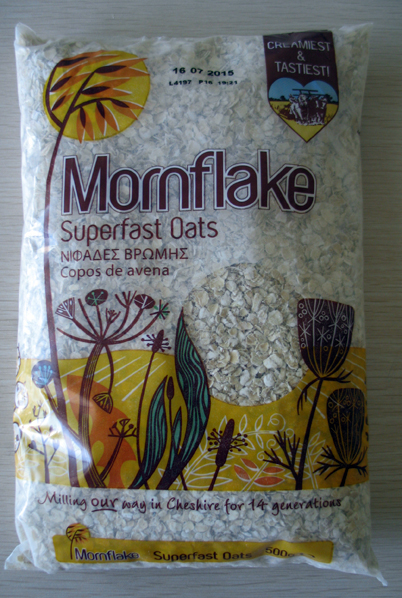 16 07 2015
L4197
CREAMIEST
&
TASTIEST!
Mornflake
Superfast Oats
ΝΙΦΑΔΕΣ ΒΡΩΜΗΣ
Copos de avena
Milling our way in Cheshire for 14 generations
Mornflake Superfast Oats